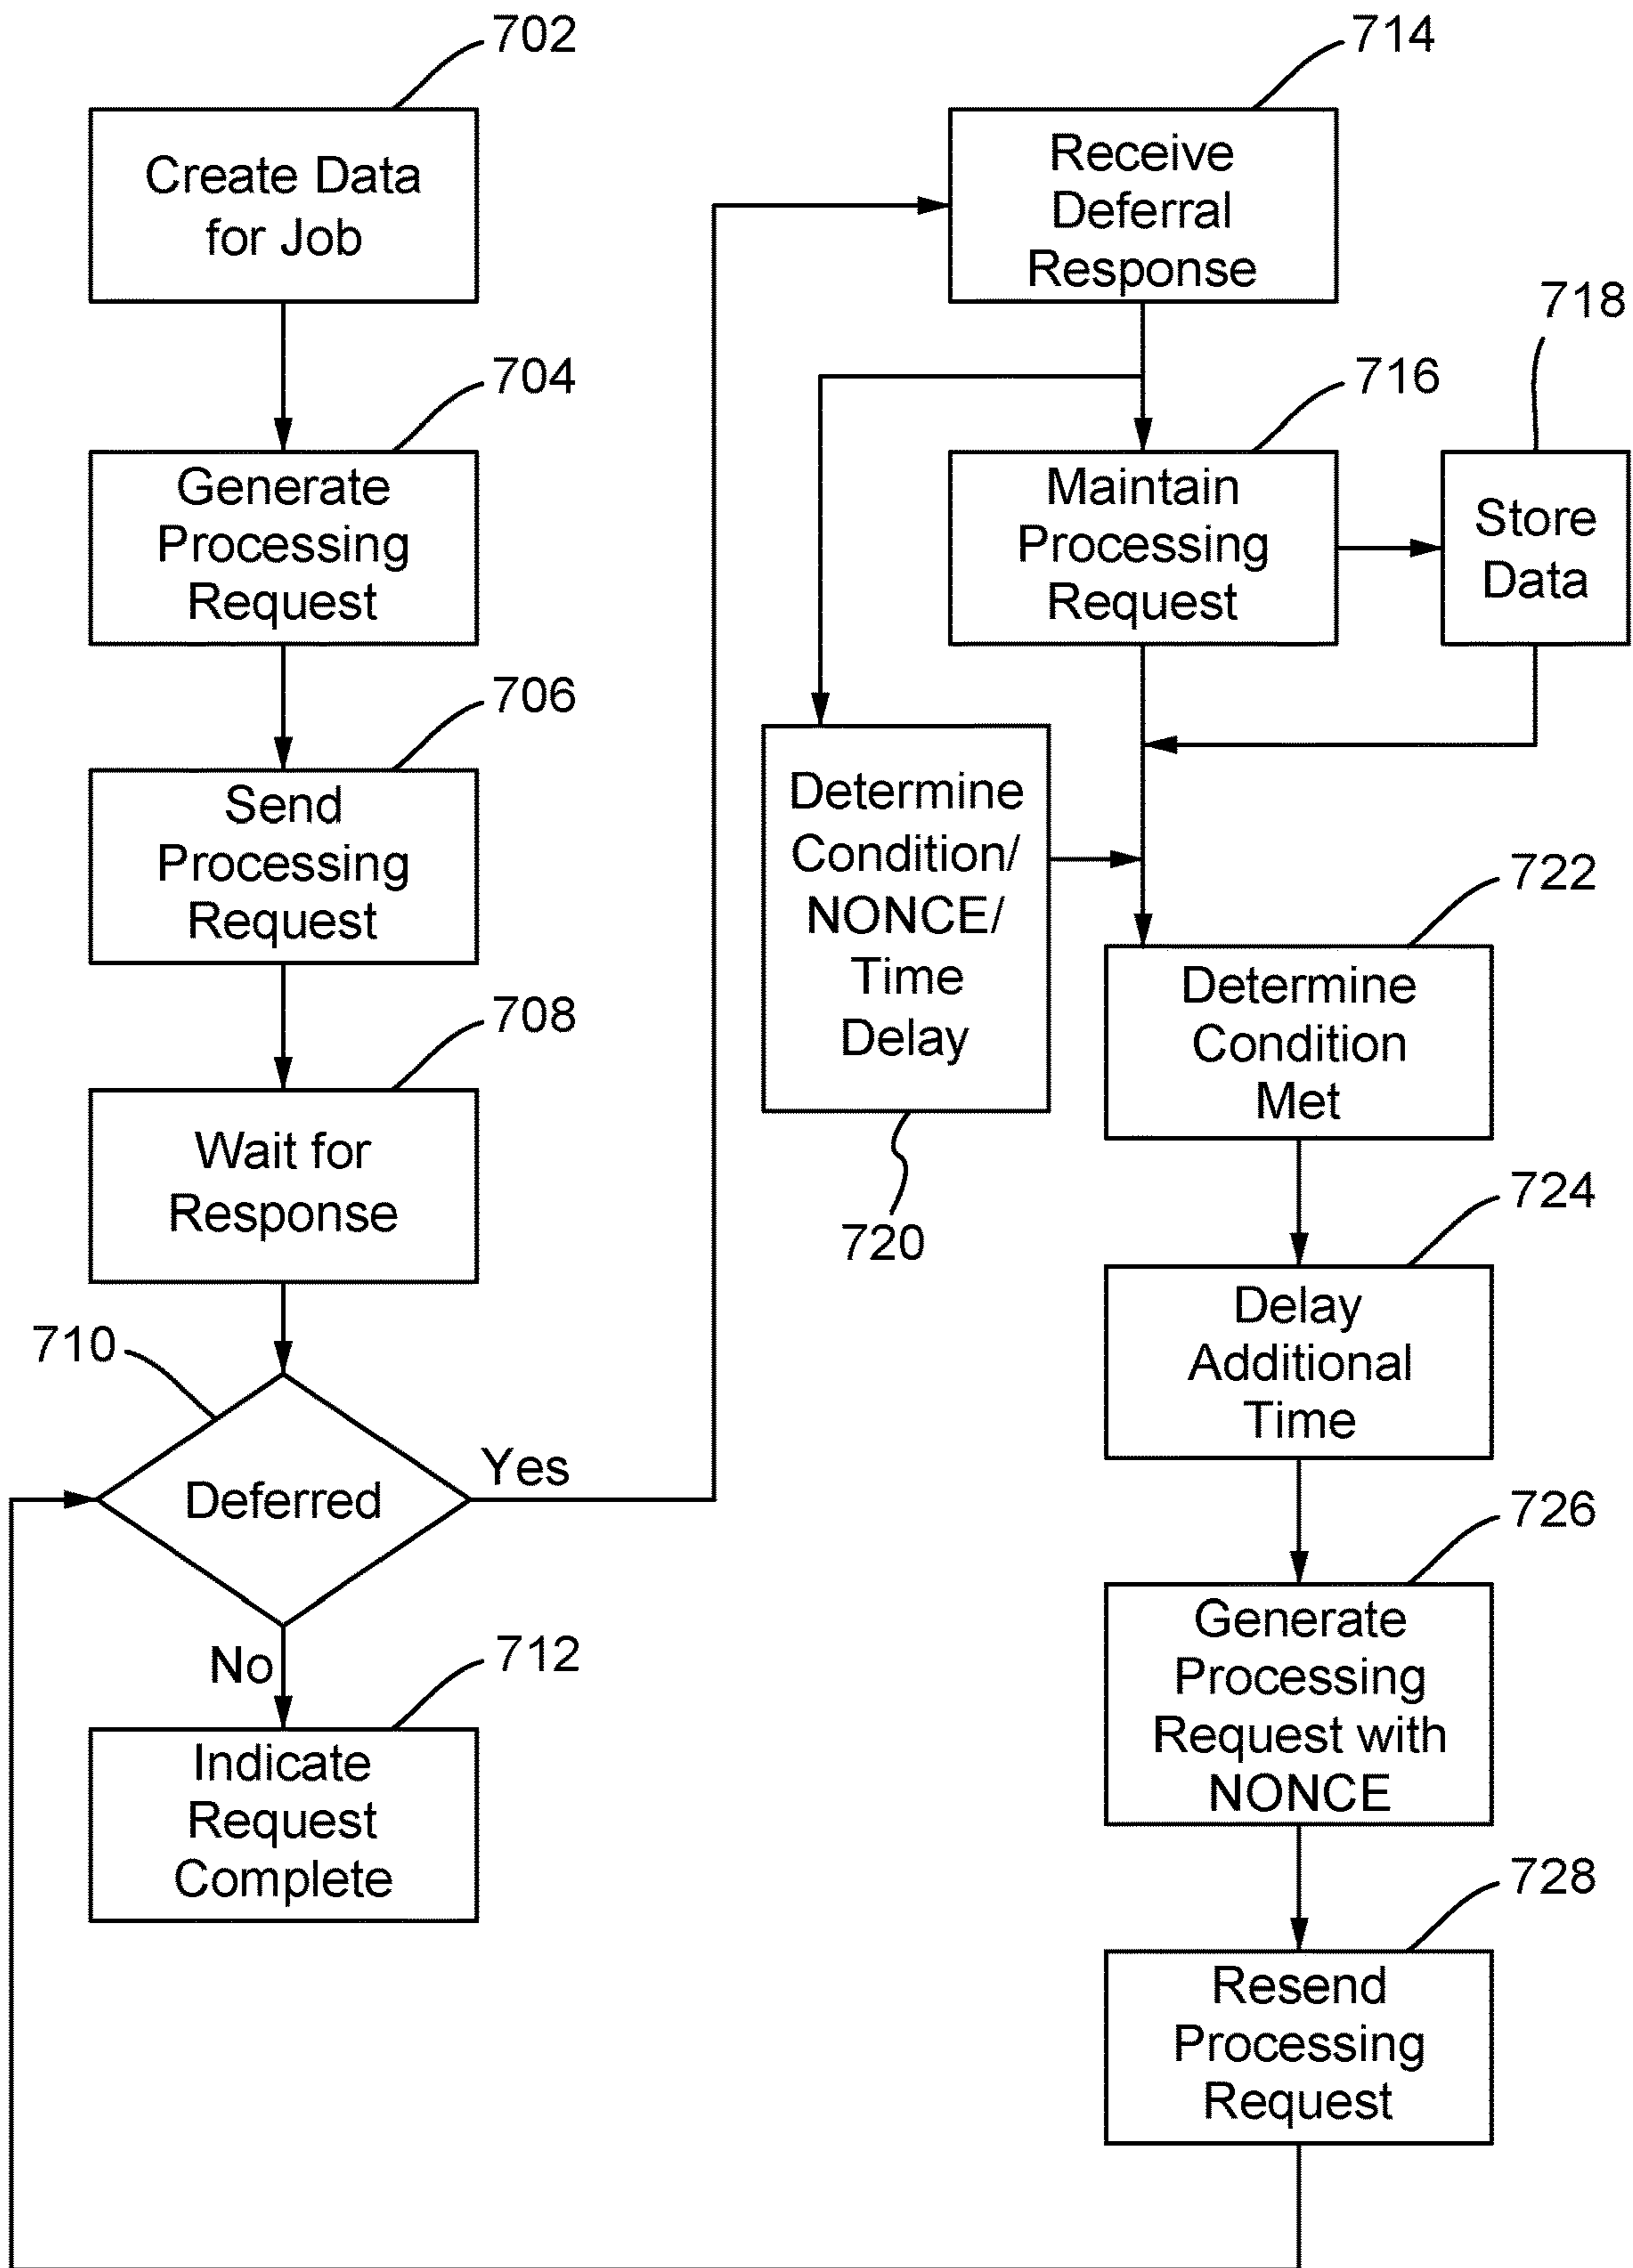 702
Create Data
for Job
704
Generate
Processing
Request
706
Send
Processing
Request
708
Wait for
Response
710
Deferred
Yes
No
712
Indicate
Request
Complete
714
Receive
Deferral
Response
716
Maintain
Processing
Request
718
Store
Data
Determine
Condition/
NONCE/
Time
Delay
720
722
Determine
Condition
Met
724
Delay
Additional
Time
726
Generate
Processing
Request with
NONCE
728
Resend
Processing
Request